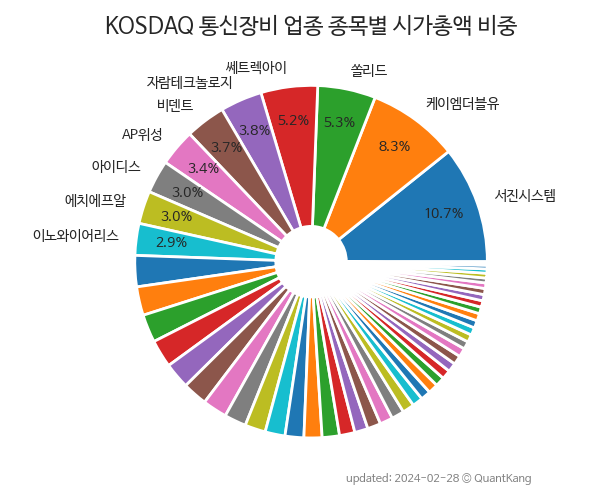 KOSDAQ 통신장비 업종 종목별 시가총액 비중
서진시스템
10.7%
케이엠더블유
8.3%
쏠리드
5.3%
쎄트렉아이
5.2%
자람테크놀로지
3.8%
비덴트
3.7%
AP위성
3.4%
아이디스
3.0%
에치에프알
3.0%
이노와이어리스
2.9%
updated: 2024-02-28 © QuantKang